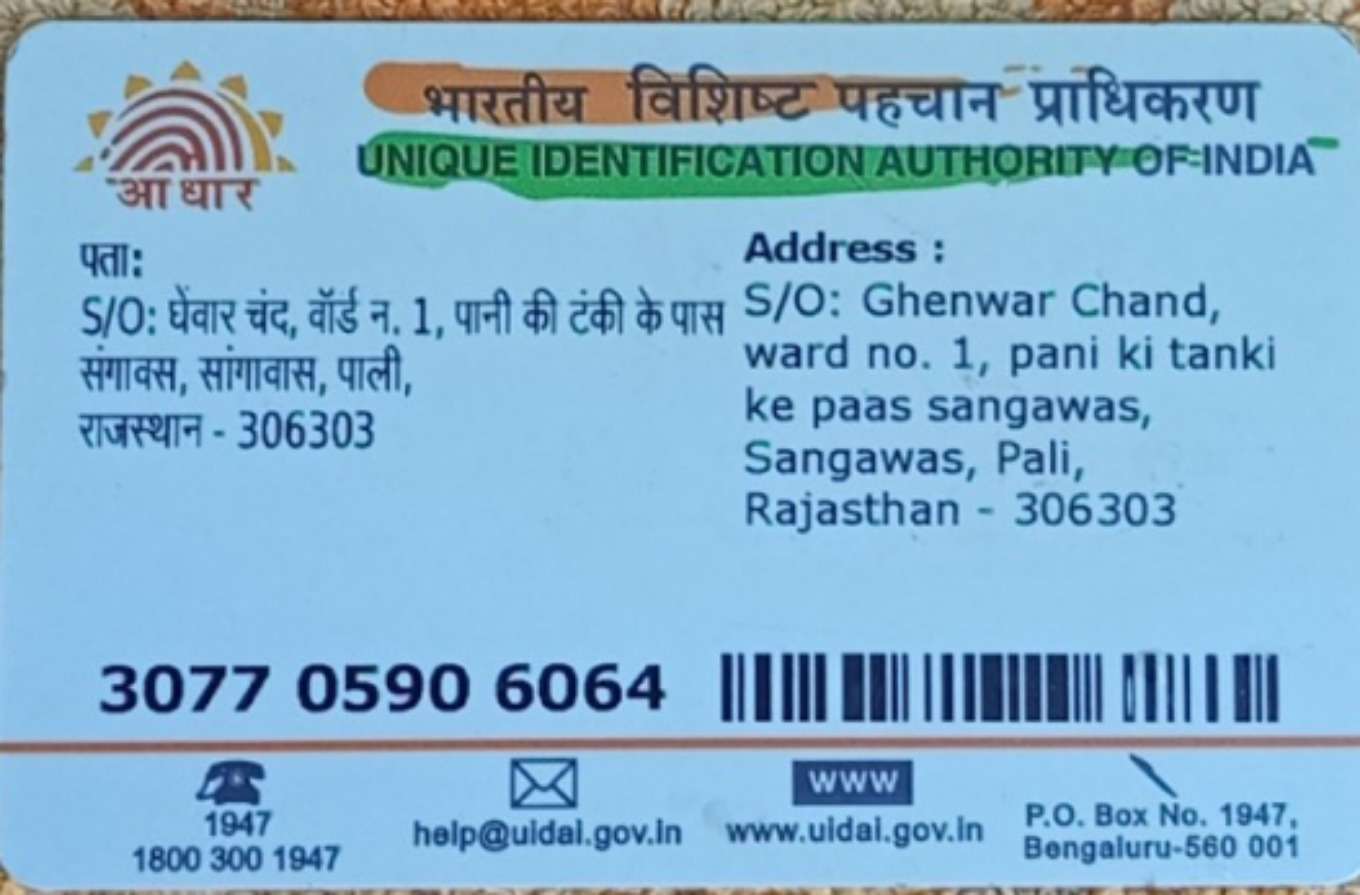 भारतीय विशिष्ट पहचान प्राधिकरण
UNIQUE IDENTIFICATION AUTHORITY OF INDIA
आधार
पता:
S/O: घेंवार चंद, वॉर्ड न. 1, पानी की टंकी के पास
संगावस, सांगावास, पाली,
राजस्थान - 306303
Address :
S/O: Ghenwar Chand,
ward no. 1, pani ki tanki
ke paas sangawas,
Sangawas, Pali,
Rajasthan - 306303
3077 0590 6064
1947
1800 300 1947
help@uidai.gov.in
www
www.uidai.gov.in
P.O. Box No. 1947,
Bengaluru-560 001